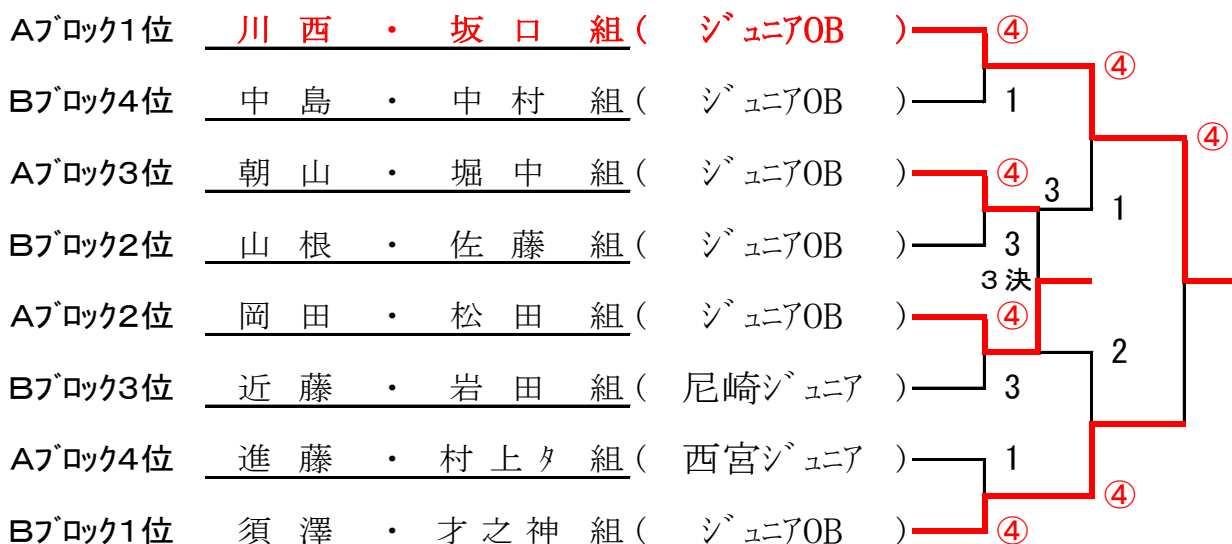 Aブロック1位 川西・坂口組(ジュニアOB) ④
④
Bブロック4位 中島・中村組(ジュニアOB) 1
④
Aブロック3位 朝山・堀中組(ジュニアOB) ④
3 1
Bブロック2位 山根・佐藤組(ジュニアOB) 3
3決
Aブロック2位 岡田・松田組(ジュニアOB) ④
2
Bブロック3位 近藤・岩田組(尼崎ジュニア) 3
Aブロック4位 進藤・村上タ組(西宮ジュニア) 1
④
Bブロック1位 須澤・才之神組(ジュニアOB) ④